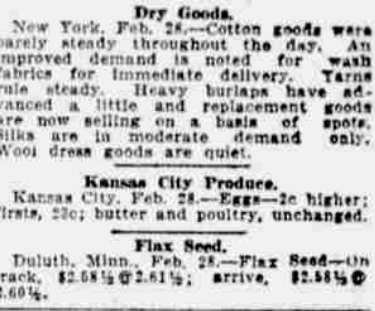 Dry Goods.
New York, Feb. 28.—Cotton goods were
barely steady throughout the day. An
improved demand is noted for wash
fabrics for immediate delivery. Yarns
rule steady. Heavy burlaps have ad-
vanced a little and replacement goods
are now selling on a basis of spots.
Silks are in moderate demand only.
Wool dress goods are quiet.
Kansas City Produce.
Kansas City, Feb. 28.—Eggs—2c higher;
firsts, 23c; butter and poultry, unchanged.
Flax Seed.
Duluth, Minn., Feb. 28.—Flax Seed—On
track, $2.58½@2.61½; arrive, $2.58½@
2.60½.